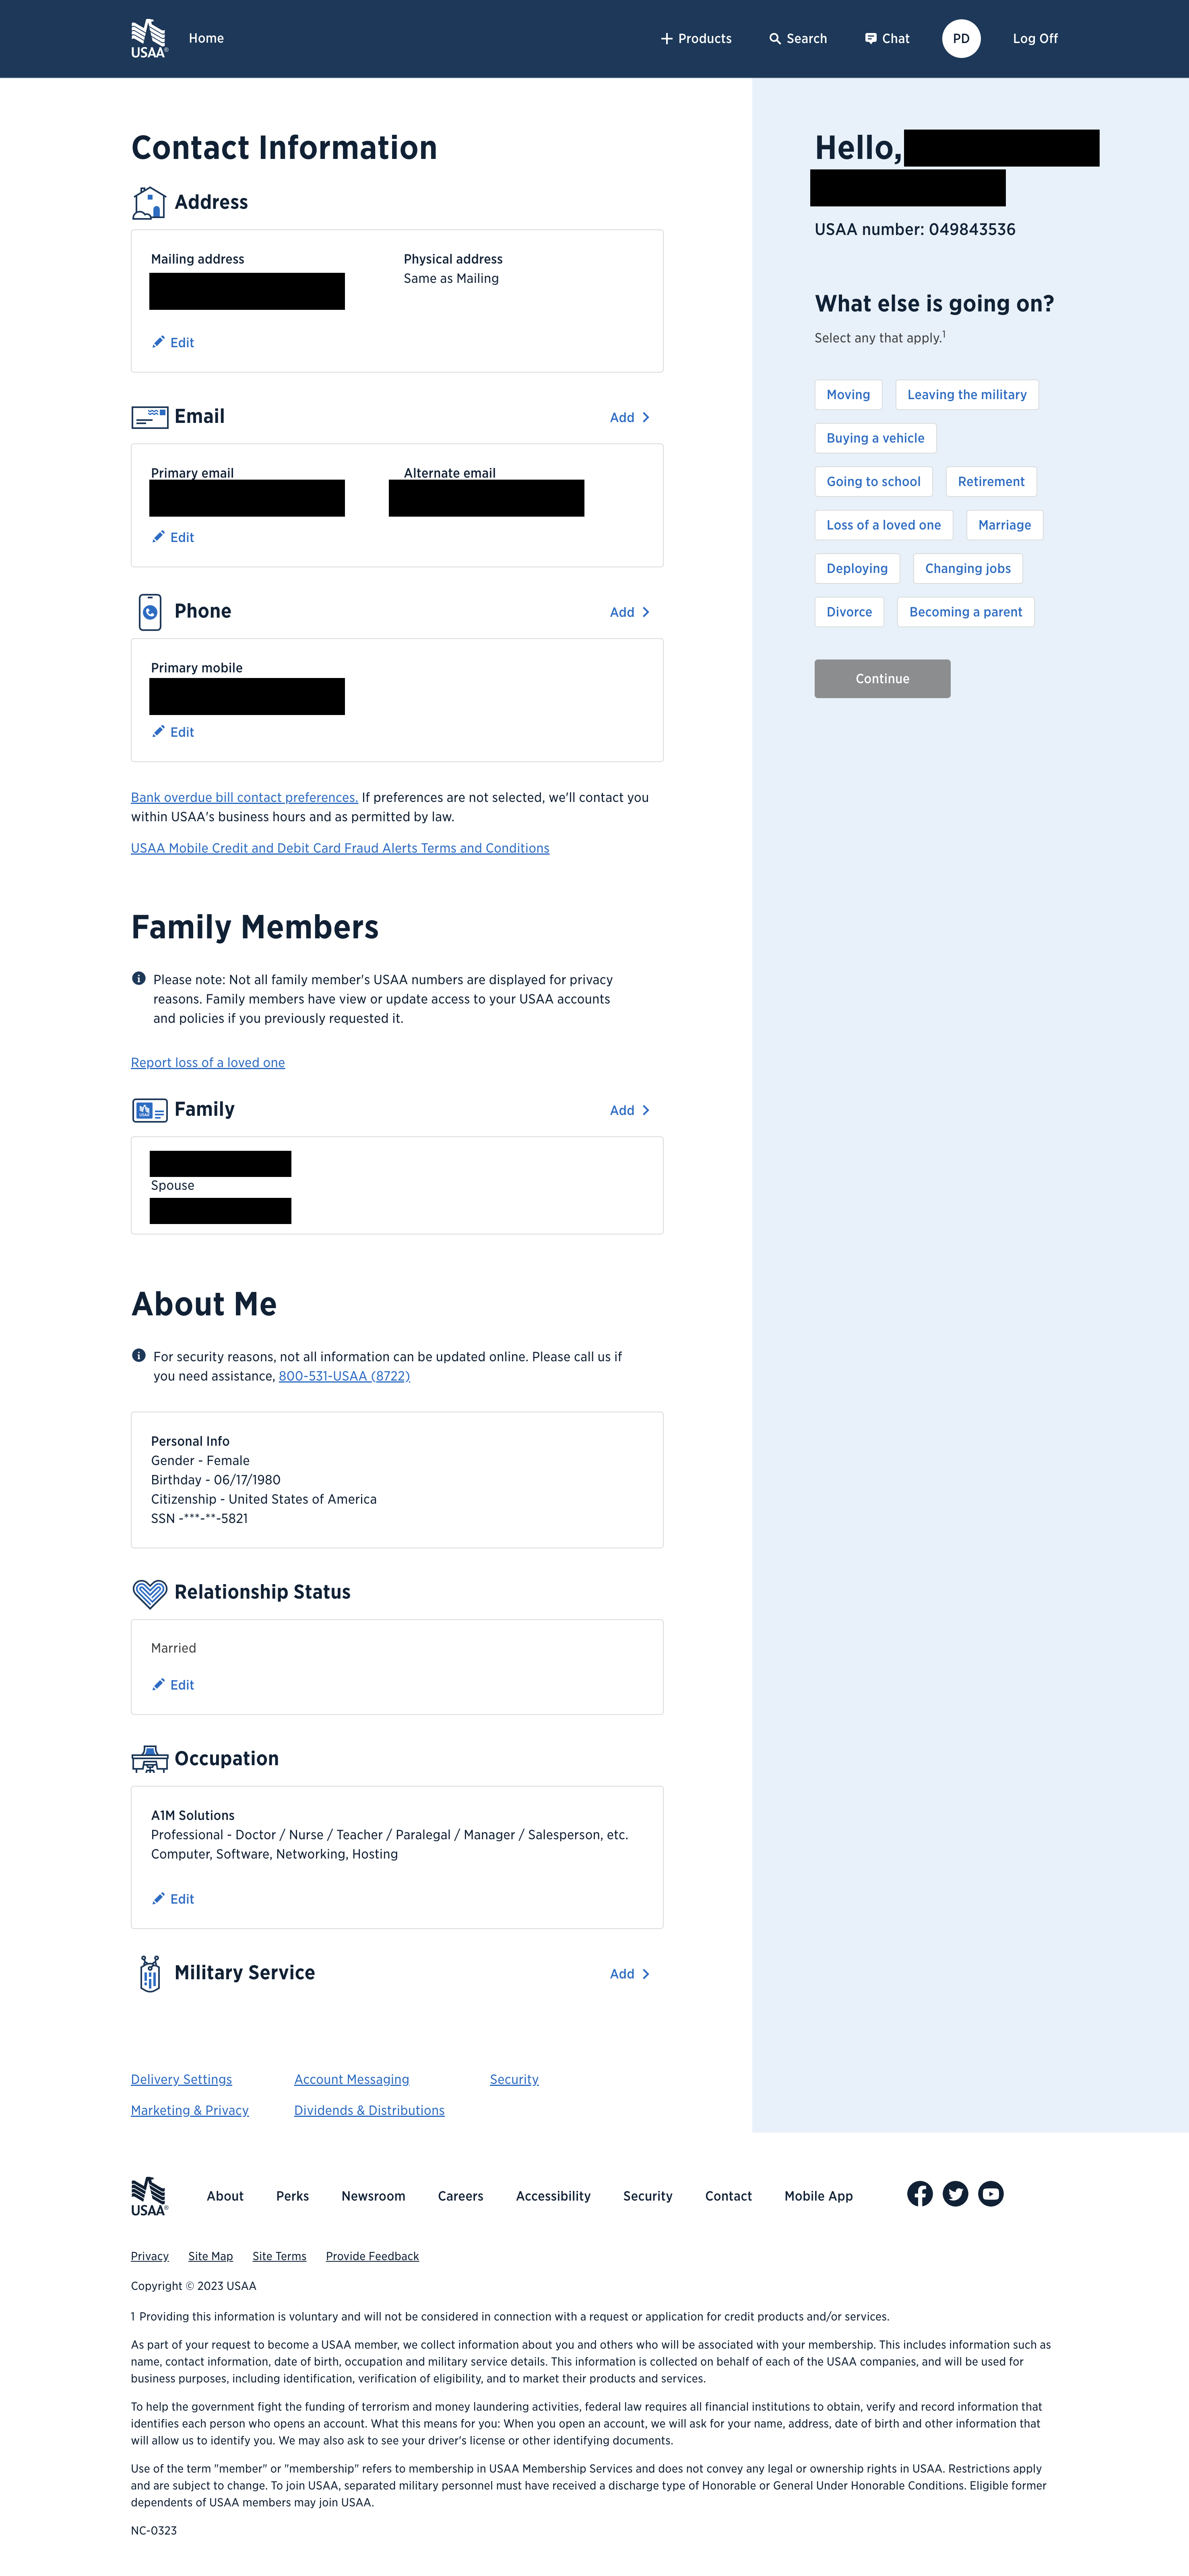 USAA®
Home
Products
Search
Chat
PD
Log Off
Contact Information
Address
Mailing address
Physical address
Same as Mailing
Edit
Email
Add
Primary email
Alternate email
Edit
Phone
Add
Primary mobile
Edit
Bank overdue bill contact preferences. If preferences are not selected, we'll contact you
within USAA's business hours and as permitted by law.
USAA Mobile Credit and Debit Card Fraud Alerts Terms and Conditions
Family Members
Please note: Not all family member's USAA numbers are displayed for privacy
reasons. Family members have view or update access to your USAA accounts
and policies if you previously requested it.
Report loss of a loved one
Family
Add
Spouse
About Me
For security reasons, not all information can be updated online. Please call us if
you need assistance, 800-531-USAA (8722)
Personal Info
Gender - Female
Birthday - 06/17/1980
Citizenship - United States of America
SSN -***-**-5821
Relationship Status
Married
Edit
Occupation
A1M Solutions
Professional - Doctor / Nurse / Teacher / Paralegal / Manager / Salesperson, etc.
Computer, Software, Networking, Hosting
Edit
Military Service
Add
Delivery Settings
Account Messaging
Security
Marketing & Privacy
Dividends & Distributions
Hello,
USAA number: 049843536
What else is going on?
Select any that apply.1
Moving
Leaving the military
Buying a vehicle
Going to school
Retirement
Loss of a loved one
Marriage
Deploying
Changing jobs
Divorce
Becoming a parent
Continue
USAA®
About
Perks
Newsroom
Careers
Accessibility
Security
Contact
Mobile App
Privacy
Site Map
Site Terms
Provide Feedback
Copyright © 2023 USAA
1 Providing this information is voluntary and will not be considered in connection with a request or application for credit products and/or services.
As part of your request to become a USAA member, we collect information about you and others who will be associated with your membership. This includes information such as
name, contact information, date of birth, occupation and military service details. This information is collected on behalf of each of the USAA companies, and will be used for
business purposes, including identification, verification of eligibility, and to market their products and services.
To help the government fight the funding of terrorism and money laundering activities, federal law requires all financial institutions to obtain, verify and record information that
identifies each person who opens an account. What this means for you: When you open an account, we will ask for your name, address, date of birth and other information that
will allow us to identify you. We may also ask to see your driver's license or other identifying documents.
Use of the term "member" or "membership" refers to membership in USAA Membership Services and does not convey any legal or ownership rights in USAA. Restrictions apply
and are subject to change. To join USAA, separated military personnel must have received a discharge type of Honorable or General Under Honorable Conditions. Eligible former
dependents of USAA members may join USAA.
NC-0323